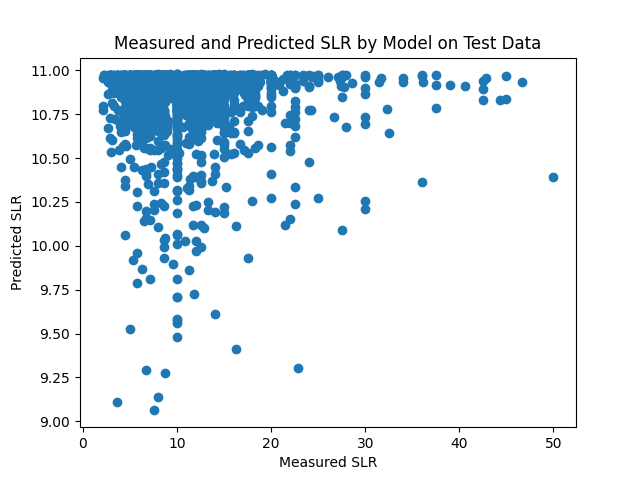 Measured and Predicted SLR by Model on Test Data
11.00
10.75
10.50
10.25
10.00
9.75
9.50
9.25
9.00
Predicted SLR
0 10 20 30 40 50
Measured SLR